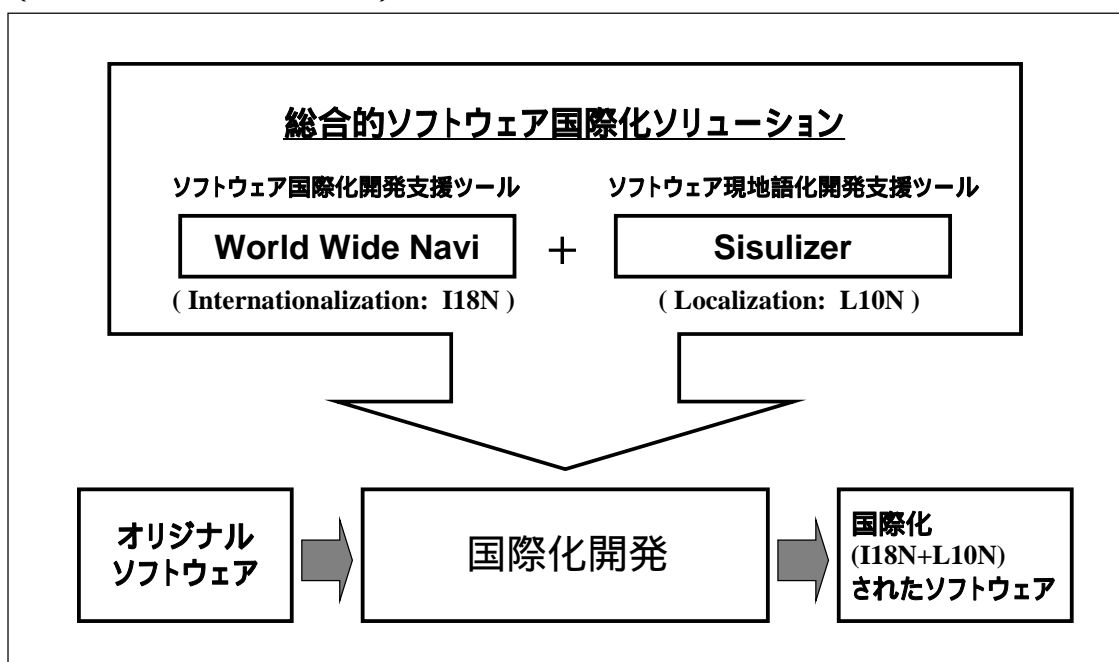 総合的ソフトウェア国際化ソリューション
ソフトウェア国際化開発支援ツール
World Wide Navi
( Internationalization: I18N )
+
ソフトウェア現地語化開発支援ツール
Sisulizer
( Localization: L10N )
オリジナル
ソフトウェア
国際化開発
国際化
(I18N+L10N)
されたソフトウェア